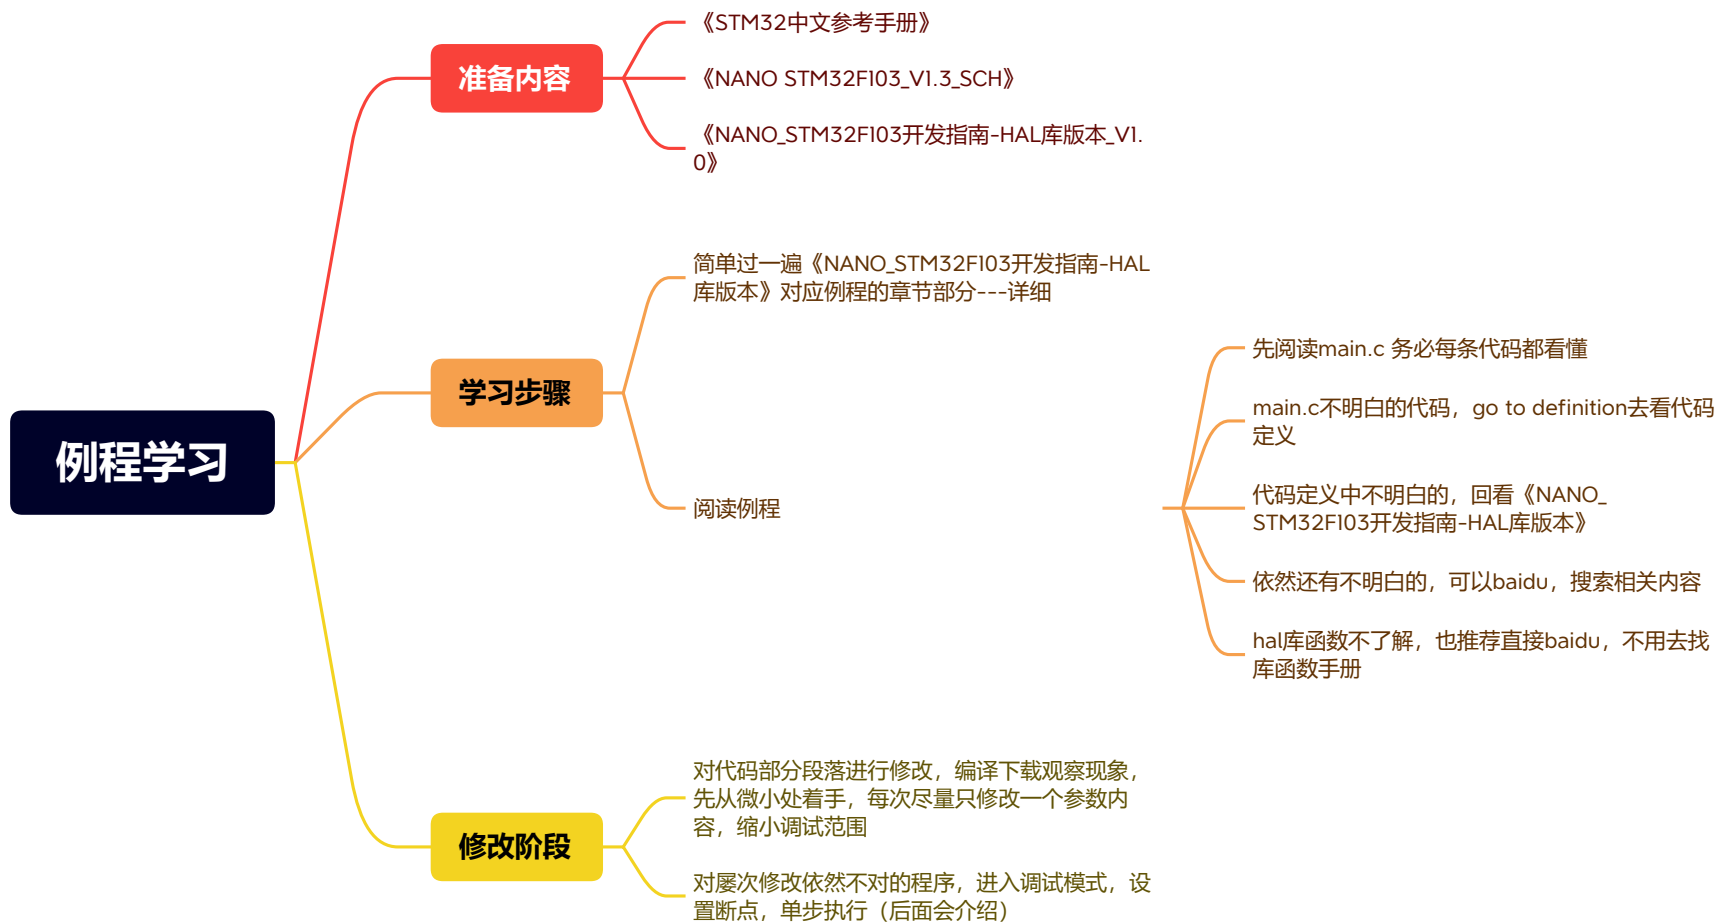 例程学习
准备内容
《STM32中文参考手册》
《NANO STM32F103_V1.3_SCH》
《NANO_STM32F103开发指南-HAL库版本_V1.
0》
学习步骤
简单过一遍《NANO_STM32F103开发指南-HAL
库版本》对应例程的章节部分---详细
阅读例程
先阅读main.c 务必每条代码都看懂
main.c不明白的代码，go to definition去看代码
定义
代码定义中不明白的，回看《NANO_
STM32F103开发指南-HAL库版本》
依然还有不明白的，可以baidu，搜索相关内容
hal库函数不了解，也推荐直接baidu，不用去找
库函数手册
修改阶段
对代码部分段落进行修改，编译下载观察现象，
先从微小处着手，每次尽量只修改一个参数内
容，缩小调试范围
对屡次修改依然不对的程序，进入调试模式，设
置断点，单步执行（后面会介绍）